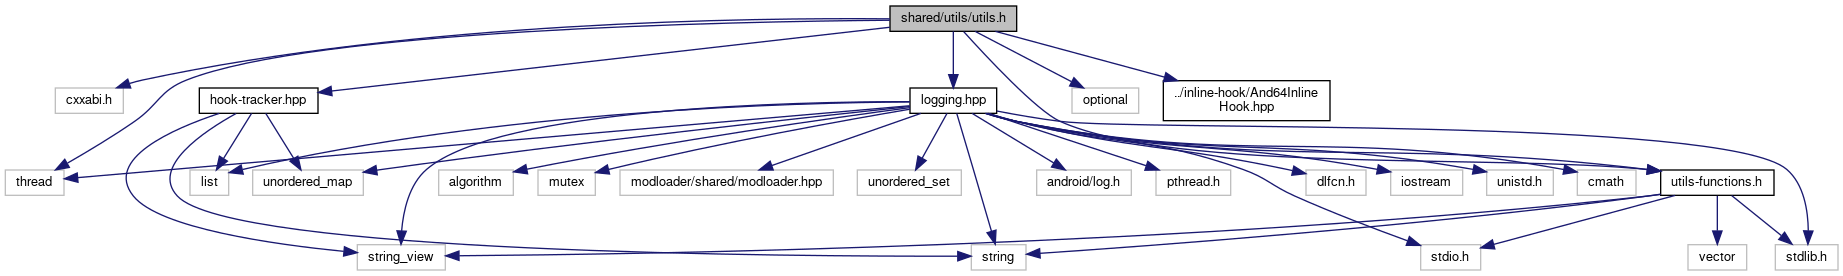 shared/utils/utils.h
cxxabi.h
hook-tracker.hpp
logging.hpp
optional
../inline-hook/And64Inline
Hook.hpp
thread
list
unordered_map
algorithm
mutex
modloader/shared/modloader.hpp
unordered_set
android/log.h
pthread.h
dlfcn.h
iostream
unistd.h
cmath
utils-functions.h
string_view
string
stdio.h
vector
stdlib.h